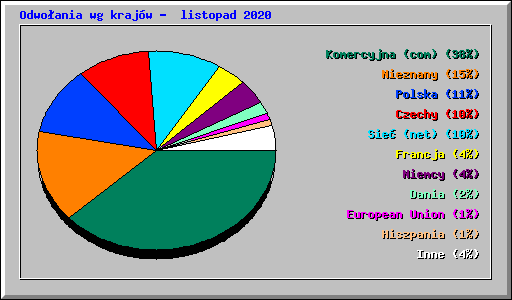 Odwołania wg krajów - listopad 2020
Komercyjna (com) (38%)
Nieznany (15%)
Polska (11%)
Czechy (10%)
Sieć (net) (10%)
Francja (4%)
Niemcy (4%)
Dania (2%)
European Union (1%)
Hiszpania (1%)
Inne (4%)